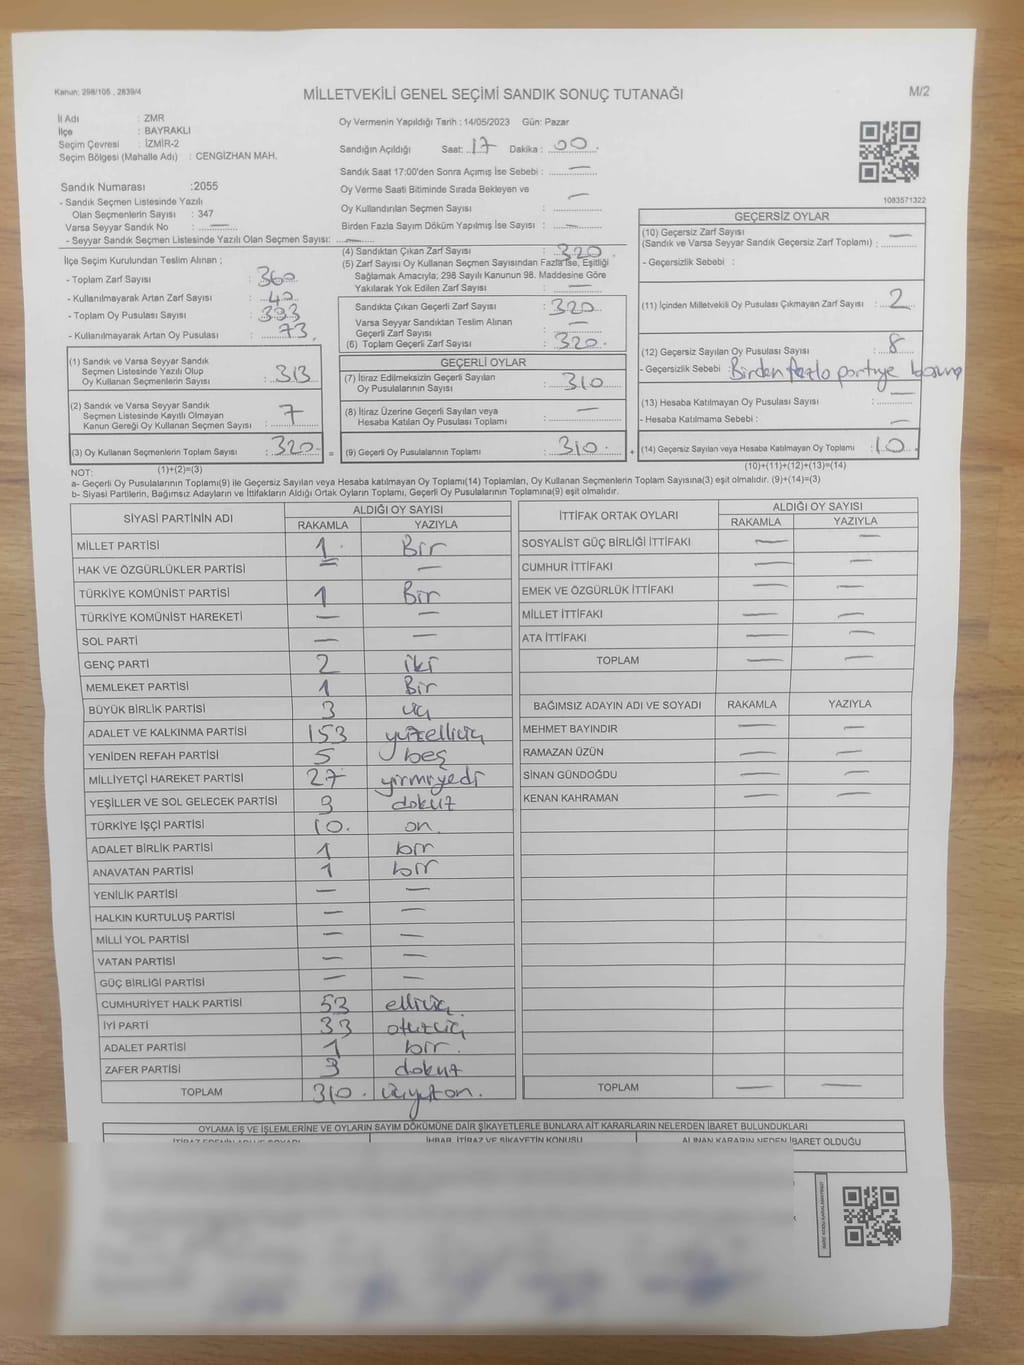 Kanun: 298/105 , 2839/4
MİLLETVEKİLİ GENEL SEÇİMİ SANDIK SONUÇ TUTANAĞI
M/2
İl Adı : ZMR
İlçe : BAYRAKLI
Seçim Çevresi : İZMİR-2
Seçim Bölgesi (Mahalle Adı) : CENGİZHAN MAH.
Sandık Numarası :2055
- Sandık Seçmen Listesinde Yazılı
Olan Seçmenlerin Sayısı : 347
Varsa Seyyar Sandık No : —
- Seyyar Sandık Seçmen Listesinde Yazılı Olan Seçmen Sayısı: —
Oy Vermenin Yapıldığı Tarih : 14/05/2023 Gün: Pazar
Sandığın Açıldığı Saat: 17 Dakika : 00
Sandık Saat 17:00'den Sonra Açımış İse Sebebi : —
Oy Verme Saati Bitiminde Sırada Bekleyen ve
Oy Kullandırılan Seçmen Sayısı : —
Birden Fazla Sayım Döküm Yapılmış İse Sayısı : —
1083571322
İlçe Seçim Kurulundan Teslim Alınan ;
- Toplam Zarf Sayısı : 360
- Kullanılmayarak Artan Zarf Sayısı : 40
- Toplam Oy Pusulası Sayısı : 393
- Kullanılmayarak Artan Oy Pusulası : 73
(1) Sandık ve Varsa Seyyar Sandık
Seçmen Listesinde Yazılı Olup
Oy Kullanan Seçmenlerin Sayısı : 313
(2) Sandık ve Varsa Seyyar Sandık
Seçmen Listesinde Kayıtlı Olmayan
Kanun Gereği Oy Kullanan Seçmen Sayısı : 7
(3) Oy Kullanan Seçmenlerin Toplam Sayısı : 320
(1)+(2)=(3)
(4) Sandıktan Çıkan Zarf Sayısı : 320
(5) Zarf Sayısı Oy Kullanan Seçmen Sayısından Fazla İse, Eşitliği
Sağlamak Amacıyla; 298 Sayılı Kanunun 98. Maddesine Göre
Yakılarak Yok Edilen Zarf Sayısı : —
Sandıkta Çıkan Geçerli Zarf Sayısı : 320
Varsa Seyyar Sandıktan Teslim Alınan
Geçerli Zarf Sayısı : —
(6) Toplam Geçerli Zarf Sayısı : 320
GEÇERLİ OYLAR
(7) İtiraz Edilmeksizin Geçerli Sayılan
Oy Pusulalarının Sayısı : 310
(8) İtiraz Üzerine Geçerli Sayılan veya
Hesaba Katılan Oy Pusulası Toplamı : —
(9) Geçerli Oy Pusulalarının Toplamı : 310
GEÇERSİZ OYLAR
(10) Geçersiz Zarf Sayısı
(Sandık ve Varsa Seyyar Sandık Geçersiz Zarf Toplamı) : —
- Geçersizlik Sebebi :
(11) İçinden Milletvekili Oy Pusulası Çıkmayan Zarf Sayısı : 2
(12) Geçersiz Sayılan Oy Pusulası Sayısı : 8
- Geçersizlik Sebebi : Birden fazla partiye basma
(13) Hesaba Katılmayan Oy Pusulası Sayısı : —
- Hesaba Katılmama Sebebi : —
(14) Geçersiz Sayılan veya Hesaba Katılmayan Oy Toplamı : 10
(10)+(11)+(12)+(13)=(14)
NOT:
a- Geçerli Oy Pusulalarının Toplamı(9) ile Geçersiz Sayılan veya Hesaba Katılmayan Oy Toplamı(14) Toplamları, Oy Kullanan Seçmenlerin Toplam Sayısına(3) eşit olmalıdır. (9)+(14)=(3)
b- Siyasi Partilerin, Bağımsız Adayların ve İttifakların Aldığı Ortak Oyların Toplamı, Geçerli Oy Pusulalarının Toplamına(9) eşit olmalıdır.
SİYASİ PARTİNİN ADI ALDIĞI OY SAYISI
RAKAMLA YAZIYLA
MİLLET PARTİSİ 1 Bir
HAK VE ÖZGÜRLÜKLER PARTİSİ — —
TÜRKİYE KOMÜNİST PARTİSİ 1 Bir
TÜRKİYE KOMÜNİST HAREKETİ — —
SOL PARTİ — —
GENÇ PARTİ 2 iki
MEMLEKET PARTİSİ 1 Bir
BÜYÜK BİRLİK PARTİSİ 3 üç
ADALET VE KALKINMA PARTİSİ 153 yüzelliüç
YENİDEN REFAH PARTİSİ 5 beş
MİLLİYETÇİ HAREKET PARTİSİ 27 yirmiyedi
YEŞİLLER VE SOL GELECEK PARTİSİ 9 dokuz
TÜRKİYE İŞÇİ PARTİSİ 10. on
ADALET BİRLİK PARTİSİ 1 bir
ANAVATAN PARTİSİ 1 bir
YENİLİK PARTİSİ — —
HALKIN KURTULUŞ PARTİSİ — —
MİLLİ YOL PARTİSİ — —
VATAN PARTİSİ — —
GÜÇ BİRLİĞİ PARTİSİ — —
CUMHURİYET HALK PARTİSİ 53 elliüç.
İYİ PARTİ 33 otuzüç
ADALET PARTİSİ 1 bir.
ZAFER PARTİSİ 9 dokuz
TOPLAM 310. üçyüzon.
İTTİFAK ORTAK OYLARI ALDIĞI OY SAYISI
RAKAMLA YAZIYLA
SOSYALİST GÜÇ BİRLİĞİ İTTİFAKI — —
CUMHUR İTTİFAKI — —
EMEK VE ÖZGÜRLÜK İTTİFAKI — —
MİLLET İTTİFAKI — —
ATA İTTİFAKI — —
TOPLAM — —
BAĞIMSIZ ADAYIN ADI VE SOYADI RAKAMLA YAZIYLA
MEHMET BAYINDIR — —
RAMAZAN ÜZÜN — —
SİNAN GÜNDOĞDU — —
KENAN KAHRAMAN — —
TOPLAM — —
OYLAMA İŞ VE İŞLEMLERİNE VE OYLARIN SAYIM DÖKÜMÜNE DAİR ŞİKAYETLERLE BUNLARA AİT KARARLARIN NELERDEN İBARET BULUNDUKLARI
İTİRAZ EDENİN ADI VE SOYADI İHBAR, İTİRAZ VE ŞİKAYETİN KONUSU ALINAN KARARIN NEDEN İBARET OLDUĞU